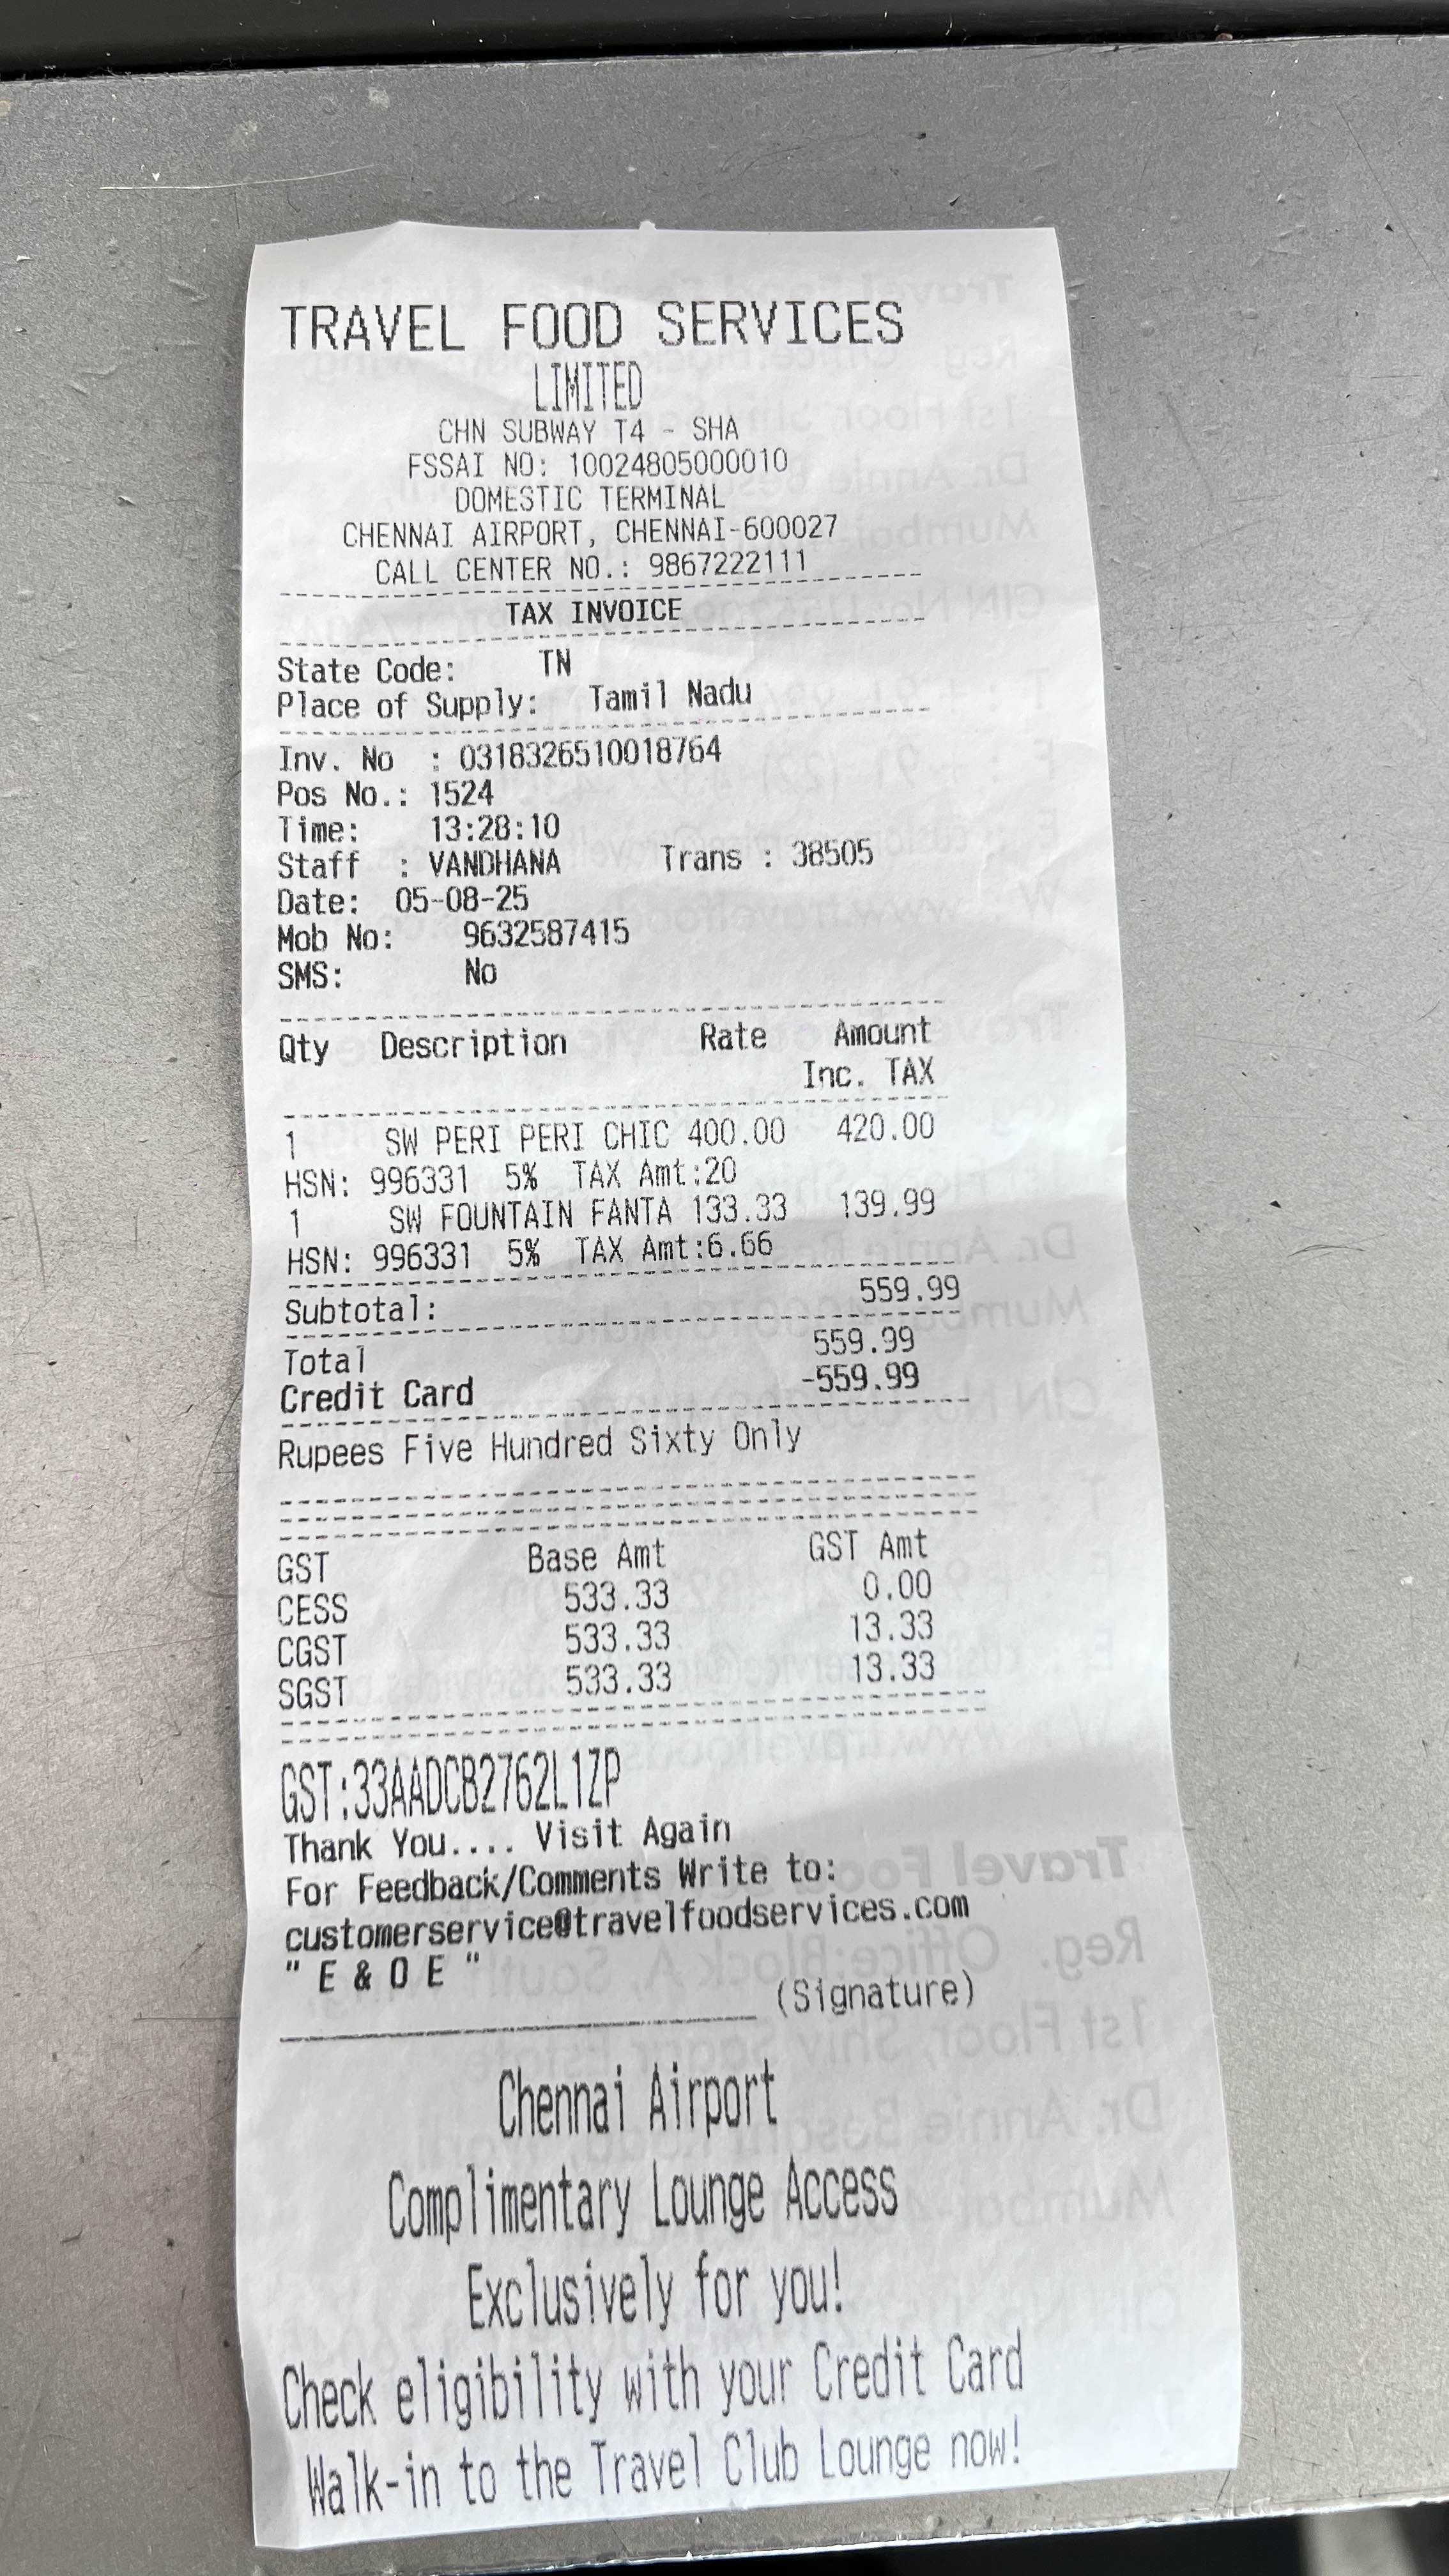 TRAVEL FOOD SERVICES
LIMITED
CHN SUBWAY T4 - SHA
FSSAI NO: 10024805000010
DOMESTIC TERMINAL
CHENNAI AIRPORT, CHENNAI-600027
CALL CENTER NO.: 9867222111
TAX INVOICE
State Code: TN
Place of Supply: Tamil Nadu
Inv. No : 0318326510018764
Pos No.: 1524
Time: 13:28:10
Staff : VANDHANA Trans : 38505
Date: 05-08-25
Mob No: 9632587415
SMS: No
Qty Description Rate Amount
Inc. TAX
1 SW PERI PERI CHIC 400.00 420.00
HSN: 996331 5% TAX Amt:20
1 SW FOUNTAIN FANTA 133.33 139.99
HSN: 996331 5% TAX Amt:6.66
Subtotal: 559.99
Total 559.99
Credit Card -559.99
Rupees Five Hundred Sixty Only
GST Base Amt GST Amt
CESS 533.33 0.00
CGST 533.33 13.33
SGST 533.33 13.33
GST:33AADCB2762L1ZP
Thank You.... Visit Again
For Feedback/Comments Write to:
customerservice@travelfoodservices.com
" E & O E "
(Signature)
Chennai Airport
Complimentary Lounge Access
Exclusively for you!
Check eligibility with your Credit Card
Walk-in to the Travel Club Lounge now!